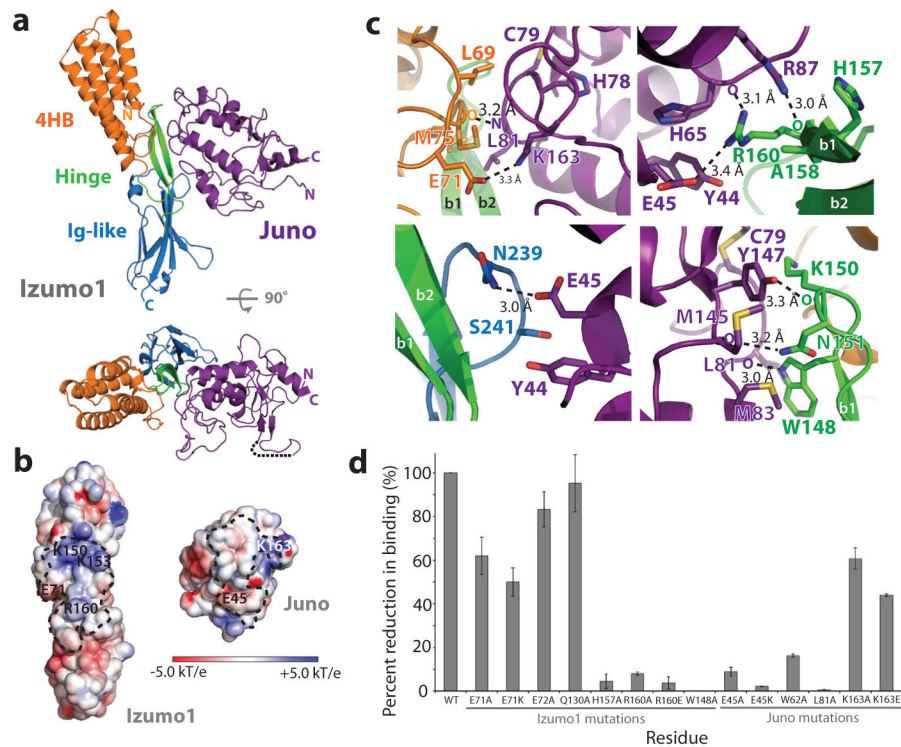 a
4HB
N
Hinge
Ig-like
C
N
Juno
Izumo1
C
90°
N
C
b
K150
K153
E71
R160
K163
E45
Juno
-5.0 kT/e
+5.0 kT/e
Izumo1
c
C79
L69
H78
3.2 Å
O
N
M75
L81
K163
E71
3.3 Å
b1
b2
R87
H157
O
3.1 Å
3.0 Å
O
H65
b1
R160
3.4 Å
A158
E45
Y44
b2
N239
b2
E45
3.0 Å
S241
b1
Y44
C79
Y147
K150
3.3 Å
O
M145
O
3.2 Å
N151
L81
O
3.0 Å
M83
b1
W148
d
Percent reduction in binding (%)
100
80
60
40
20
0
WT
E71A
E71K
E72A
Q130A
H157A
R160A
R160E
W148A
E45A
E45K
W62A
L81A
K163A
K163E
Izumo1 mutations
Juno mutations
Residue